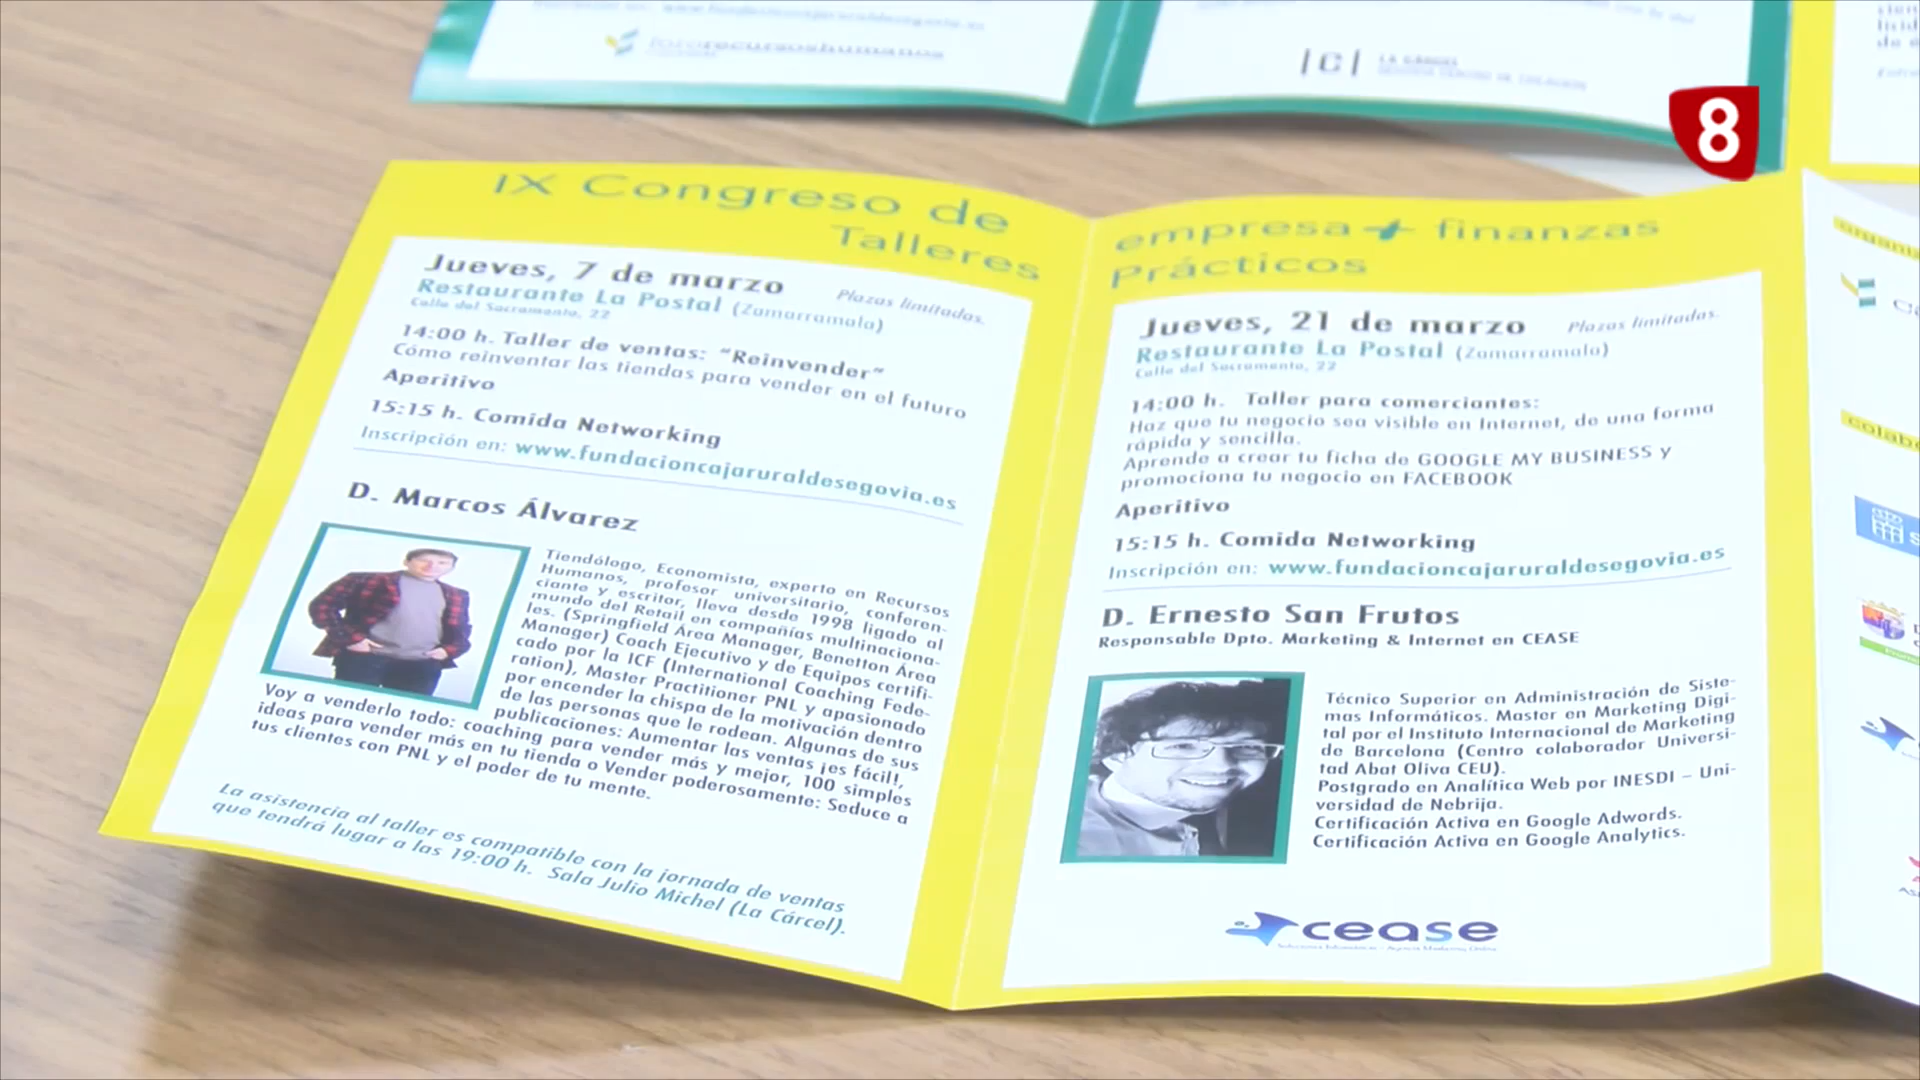 fororecursoshumanos
|C| LA CÁRCEL
8
IX Congreso de
Talleres
Jueves, 7 de marzo
Plazas limitadas.
Restaurante La Postal (Zamarramala)
Calle del Sacramento, 22
14:00 h. Taller de ventas: “Reinvender”
Cómo reinventar las tiendas para vender en el futuro
Aperitivo
15:15 h. Comida Networking
Inscripción en: www.fundacioncajaruraldesegovia.es
D. Marcos Álvarez
Tiendólogo, Economista, experto en Recursos
Humanos, profesor universitario, conferen-
ciante y escritor, lleva desde 1998 ligado al
mundo del Retail en compañías multinaciona-
les. (Springfield Área Manager, Benetton Área
Manager) Coach Ejecutivo y de Equipos certifi-
cado por la ICF (International Coaching Fede-
ration), Master Practitioner PNL y apasionado
por encender la chispa de la motivación dentro
de las personas que le rodean. Algunas de sus
publicaciones: Aumentar las ventas ¡es fácil!,
Voy a venderlo todo: coaching para vender más y mejor, 100 simples
ideas para vender más en tu tienda o Vender poderosamente: Seduce a
tus clientes con PNL y el poder de tu mente.
La asistencia al taller es compatible con la jornada de ventas
que tendrá lugar a las 19:00 h. Sala Julio Michel (La Cárcel).
empresa + finanzas
Prácticos
Jueves, 21 de marzo
Plazas limitadas.
Restaurante La Postal (Zamarramala)
Calle del Sacramento, 22
14:00 h. Taller para comerciantes:
Haz que tu negocio sea visible en Internet, de una forma
rápida y sencilla.
Aprende a crear tu ficha de GOOGLE MY BUSINESS y
promociona tu negocio en FACEBOOK
Aperitivo
15:15 h. Comida Networking
Inscripción en: www.fundacioncajaruraldesegovia.es
D. Ernesto San Frutos
Responsable Dpto. Marketing & Internet en CEASE
Técnico Superior en Administración de Siste-
mas Informáticos. Master en Marketing Digi-
tal por el Instituto Internacional de Marketing
de Barcelona (Centro colaborador Universi-
tad Abat Oliva CEU).
Postgrado en Analítica Web por INESDI – Uni-
versidad de Nebrija.
Certificación Activa en Google Adwords.
Certificación Activa en Google Analytics.
cease